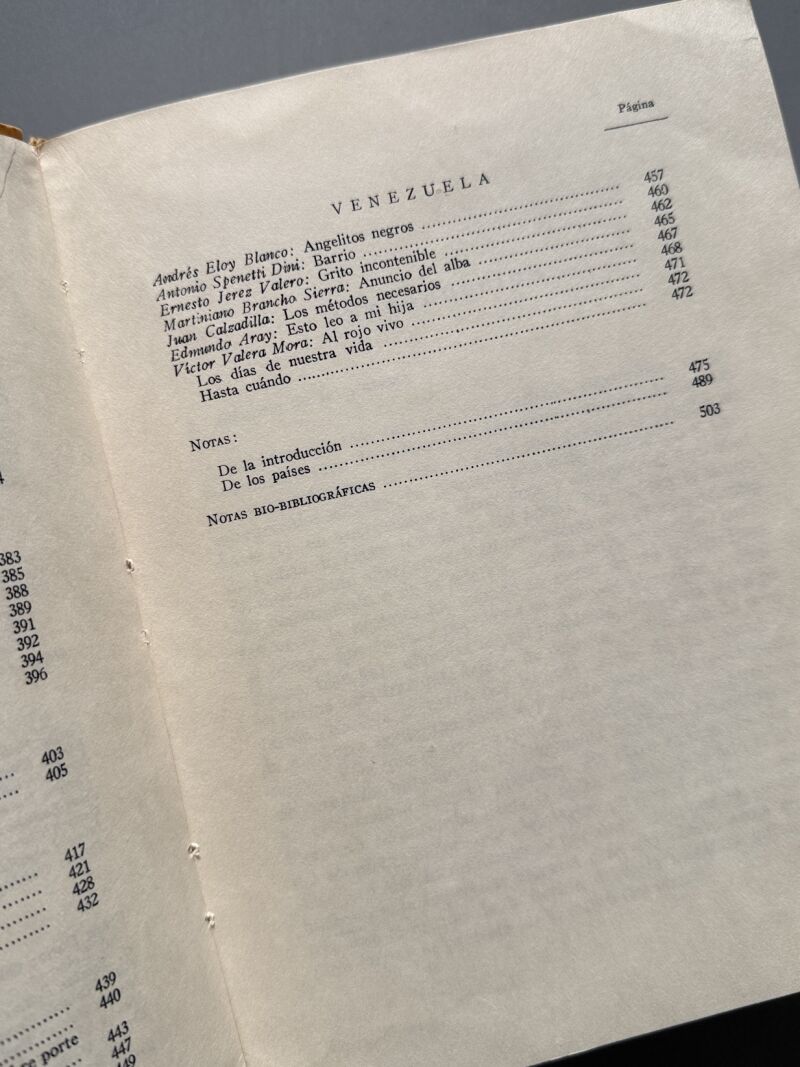 383
385
388
389
391
392
394
396
403
405
417
421
428
432
439
440
porte 443
447
449
Página
VENEZUELA
Andrés Eloy Blanco: Angelitos negros 457
Antonio Spenetti Dini: Barrio 460
Ernesto Jerez Valero: Grito incontenible 462
Martiniano Brancho Sierra: Anuncio del alba 465
Juan Calzadilla: Los métodos necesarios 467
Edmundo Aray: Esto leo a mi hija 468
Víctor Valera Mora: Al rojo vivo 471
Los días de nuestra vida 472
Hasta cuándo 472
NOTAS:
De la introducción 475
De los países 489
NOTAS BIO-BIBLIOGRÁFICAS 503